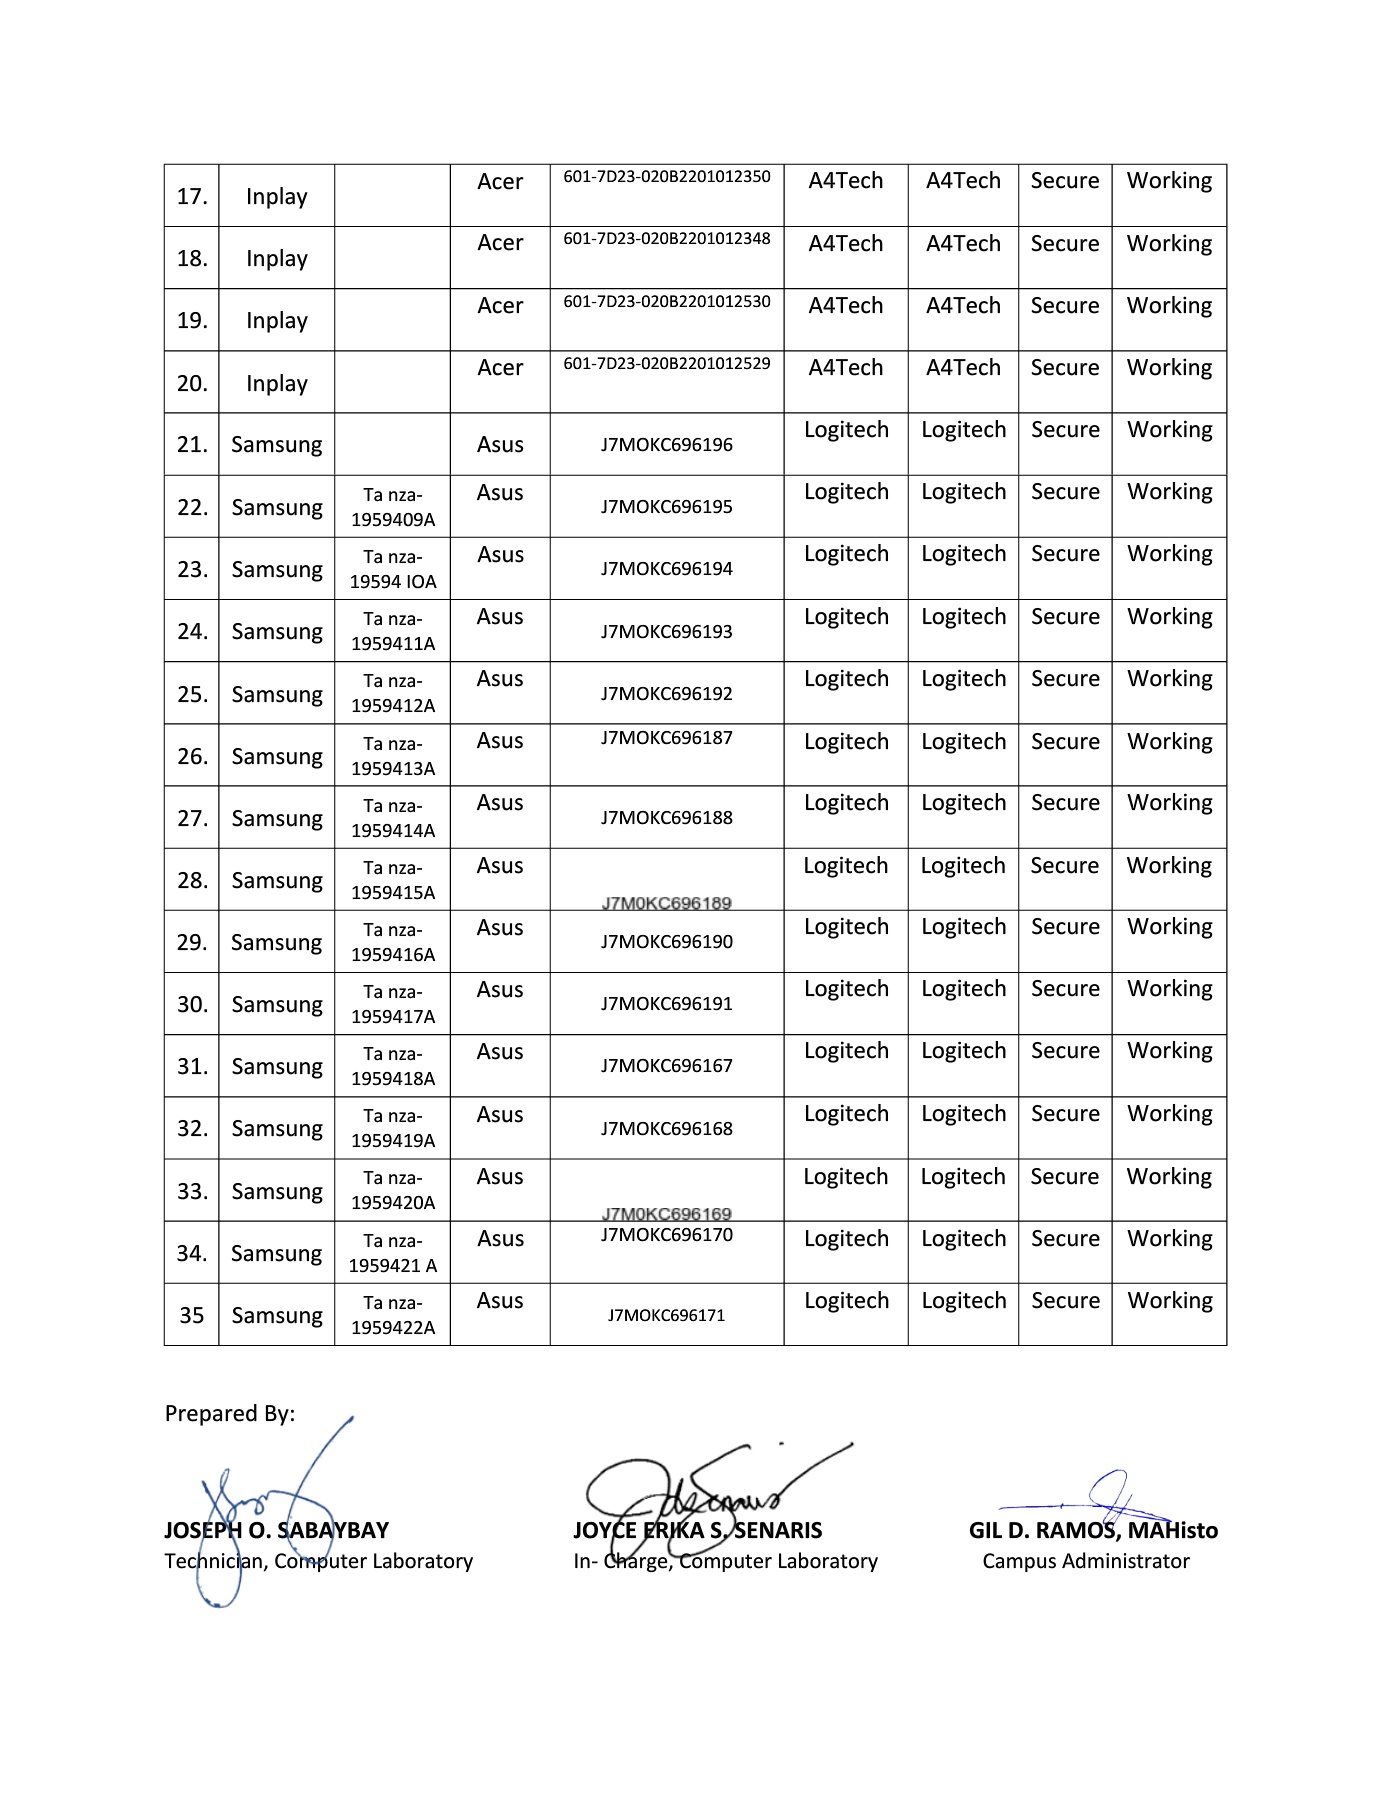 17. Inplay Acer 601-7D23-020B2201012350 A4Tech A4Tech Secure Working
18. Inplay Acer 601-7D23-020B2201012348 A4Tech A4Tech Secure Working
19. Inplay Acer 601-7D23-020B2201012530 A4Tech A4Tech Secure Working
20. Inplay Acer 601-7D23-020B2201012529 A4Tech A4Tech Secure Working
21. Samsung Asus J7MOKC696196 Logitech Logitech Secure Working
22. Samsung Ta nza-1959409A Asus J7MOKC696195 Logitech Logitech Secure Working
23. Samsung Ta nza-19594 IOA Asus J7MOKC696194 Logitech Logitech Secure Working
24. Samsung Ta nza-1959411A Asus J7MOKC696193 Logitech Logitech Secure Working
25. Samsung Ta nza-1959412A Asus J7MOKC696192 Logitech Logitech Secure Working
26. Samsung Ta nza-1959413A Asus J7MOKC696187 Logitech Logitech Secure Working
27. Samsung Ta nza-1959414A Asus J7MOKC696188 Logitech Logitech Secure Working
28. Samsung Ta nza-1959415A Asus J7M0KC696189 Logitech Logitech Secure Working
29. Samsung Ta nza-1959416A Asus J7MOKC696190 Logitech Logitech Secure Working
30. Samsung Ta nza-1959417A Asus J7MOKC696191 Logitech Logitech Secure Working
31. Samsung Ta nza-1959418A Asus J7MOKC696167 Logitech Logitech Secure Working
32. Samsung Ta nza-1959419A Asus J7MOKC696168 Logitech Logitech Secure Working
33. Samsung Ta nza-1959420A Asus J7M0KC696169 Logitech Logitech Secure Working
34. Samsung Ta nza-1959421 A Asus J7MOKC696170 Logitech Logitech Secure Working
35 Samsung Ta nza-1959422A Asus J7MOKC696171 Logitech Logitech Secure Working
Prepared By:
JOSEPH O. SABAYBAY JOYCE ERIKA S. SENARIS GIL D. RAMOS, MAHisto
Technician, Computer Laboratory In- Charge, Computer Laboratory Campus Administrator